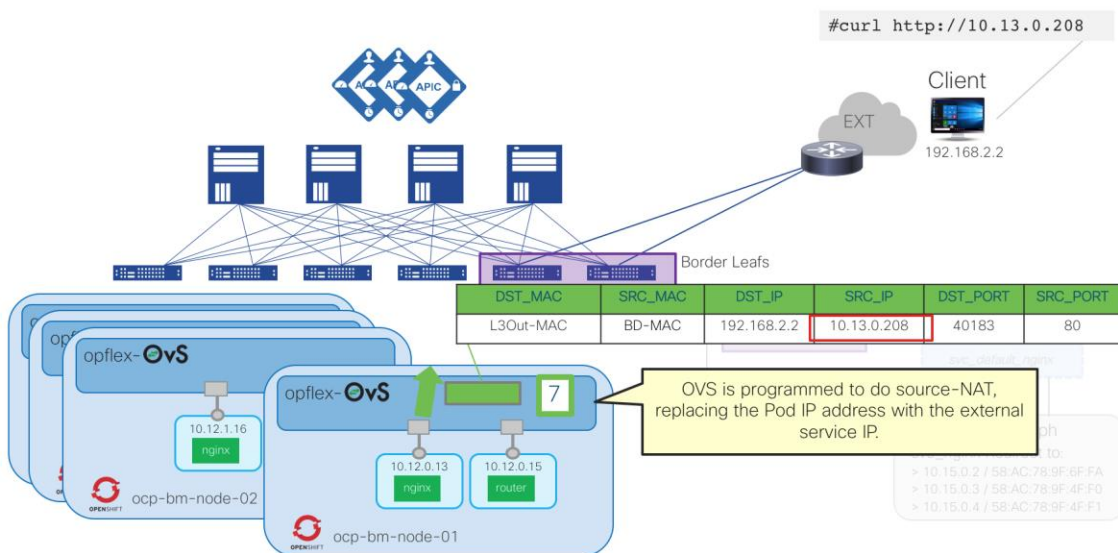 #curl http://10.13.0.208
Client
EXT
192.168.2.2
APIC
Border Leafs
DST_MAC SRC_MAC DST_IP SRC_IP DST_PORT SRC_PORT
L3Out-MAC BD-MAC 192.168.2.2 10.13.0.208 40183 80
svc_default_nginx
opflex-OvS
10.12.1.16
nginx
OPENSHIFT
ocp-bm-node-02
opflex-OvS
7
10.12.0.13
nginx
10.12.0.15
router
OPENSHIFT
ocp-bm-node-01
OVS is programmed to do source-NAT,
replacing the Pod IP address with the external
service IP.
ph
> 10.15.0.2 / 58:AC:78:9F:6F:FA
> 10.15.0.3 / 58:AC:78:9F:4F:F0
> 10.15.0.4 / 58:AC:78:9F:4F:F1